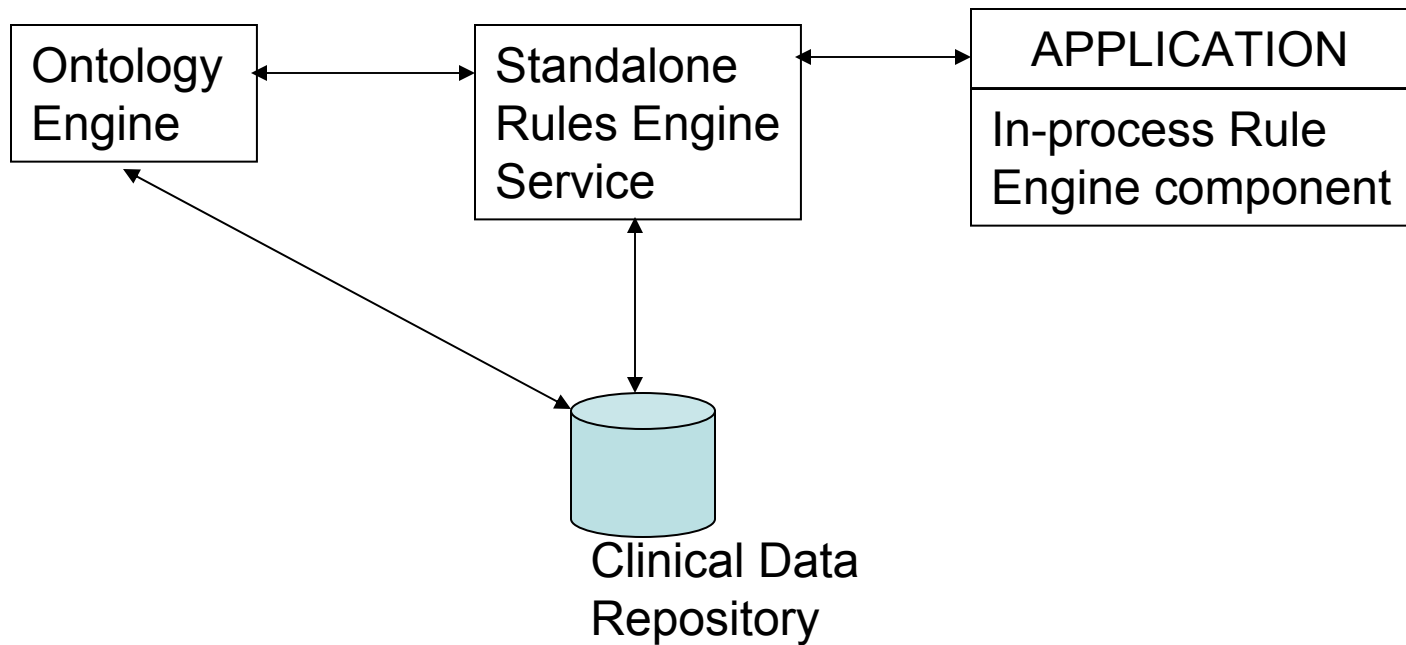 Ontology
Engine
Standalone
Rules Engine
Service
APPLICATION
In-process Rule
Engine component
Clinical Data
Repository